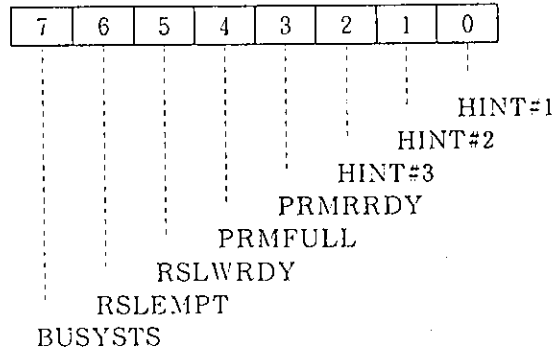 7 6 5 4 3 2 1 0
HINT#1
HINT#2
HINT#3
PRMRRDY
PRMFULL
RSLWRDY
RSLEMPT
BUSYSTS